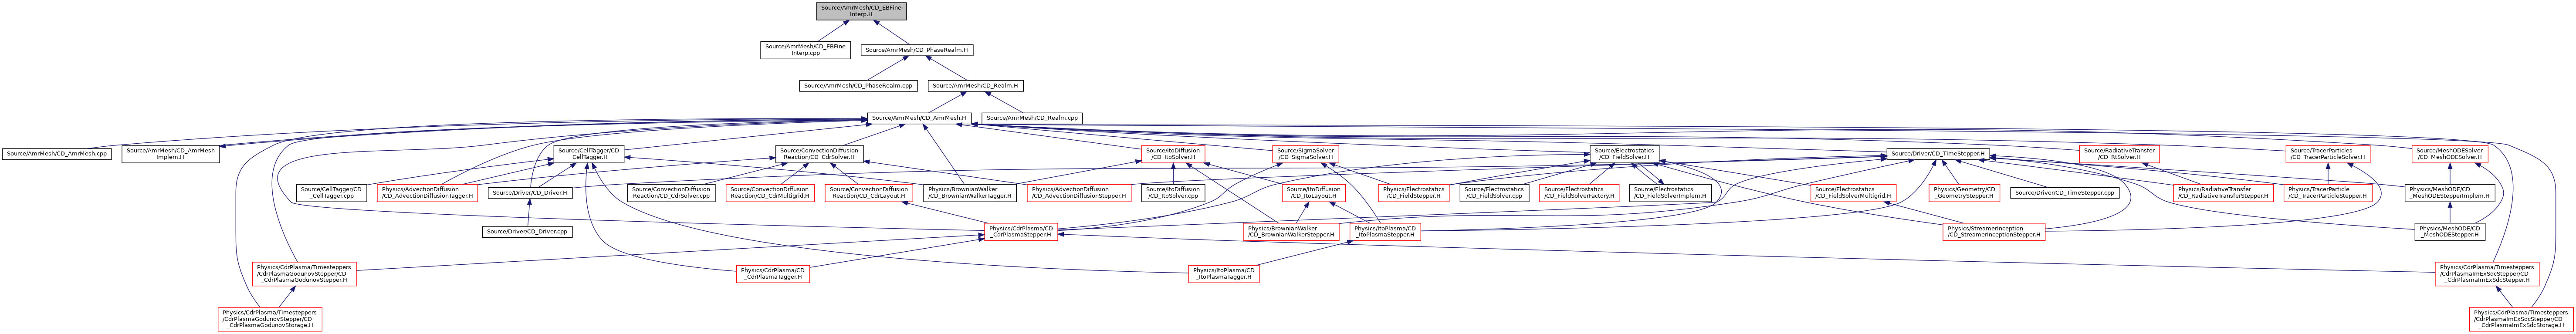 Source/AmrMesh/CD_EBFine
Interp.H
Source/AmrMesh/CD_EBFine
Interp.cpp
Source/AmrMesh/CD_PhaseRealm.H
Source/AmrMesh/CD_PhaseRealm.cpp
Source/AmrMesh/CD_Realm.H
Source/AmrMesh/CD_AmrMesh.H
Source/AmrMesh/CD_Realm.cpp
Source/AmrMesh/CD_AmrMesh.cpp
Source/AmrMesh/CD_AmrMesh
Implem.H
Source/CellTagger/CD
_CellTagger.H
Source/ConvectionDiffusion
Reaction/CD_CdrSolver.H
Source/ItoDiffusion
/CD_ItoSolver.H
Source/SigmaSolver
/CD_SigmaSolver.H
Source/Electrostatics
/CD_FieldSolver.H
Source/Driver/CD_TimeStepper.H
Source/RadiativeTransfer
/CD_RtSolver.H
Source/TracerParticles
/CD_TracerParticleSolver.H
Source/MeshODESolver
/CD_MeshODESolver.H
Source/CellTagger/CD
_CellTagger.cpp
Physics/AdvectionDiffusion
/CD_AdvectionDiffusionTagger.H
Source/Driver/CD_Driver.H
Source/ConvectionDiffusion
Reaction/CD_CdrSolver.cpp
Source/ConvectionDiffusion
Reaction/CD_CdrMultigrid.H
Source/ConvectionDiffusion
Reaction/CD_CdrLayout.H
Physics/BrownianWalker
/CD_BrownianWalkerTagger.H
Physics/AdvectionDiffusion
/CD_AdvectionDiffusionStepper.H
Source/ItoDiffusion
/CD_ItoSolver.cpp
Source/ItoDiffusion
/CD_ItoLayout.H
Physics/Electrostatics
/CD_FieldStepper.H
Source/Electrostatics
/CD_FieldSolver.cpp
Source/Electrostatics
/CD_FieldSolverFactory.H
Source/Electrostatics
/CD_FieldSolverImplem.H
Source/Electrostatics
/CD_FieldSolverMultigrid.H
Physics/Geometry/CD
_GeometryStepper.H
Source/Driver/CD_TimeStepper.cpp
Physics/RadiativeTransfer
/CD_RadiativeTransferStepper.H
Physics/TracerParticle
/CD_TracerParticleStepper.H
Physics/MeshODE/CD
_MeshODEStepperImplem.H
Source/Driver/CD_Driver.cpp
Physics/CdrPlasma/CD
_CdrPlasmaStepper.H
Physics/BrownianWalker
/CD_BrownianWalkerStepper.H
Physics/ItoPlasma/CD
_ItoPlasmaStepper.H
Physics/StreamerInception
/CD_StreamerInceptionStepper.H
Physics/MeshODE/CD
_MeshODEStepper.H
Physics/CdrPlasma/Timesteppers
/CdrPlasmaGodunovStepper/CD
_CdrPlasmaGodunovStepper.H
Physics/CdrPlasma/CD
_CdrPlasmaTagger.H
Physics/ItoPlasma/CD
_ItoPlasmaTagger.H
Physics/CdrPlasma/Timesteppers
/CdrPlasmaImExSdcStepper/CD
_CdrPlasmaImExSdcStepper.H
Physics/CdrPlasma/Timesteppers
/CdrPlasmaGodunovStepper/CD
_CdrPlasmaGodunovStorage.H
Physics/CdrPlasma/Timesteppers
/CdrPlasmaImExSdcStepper/CD
_CdrPlasmaImExSdcStorage.H